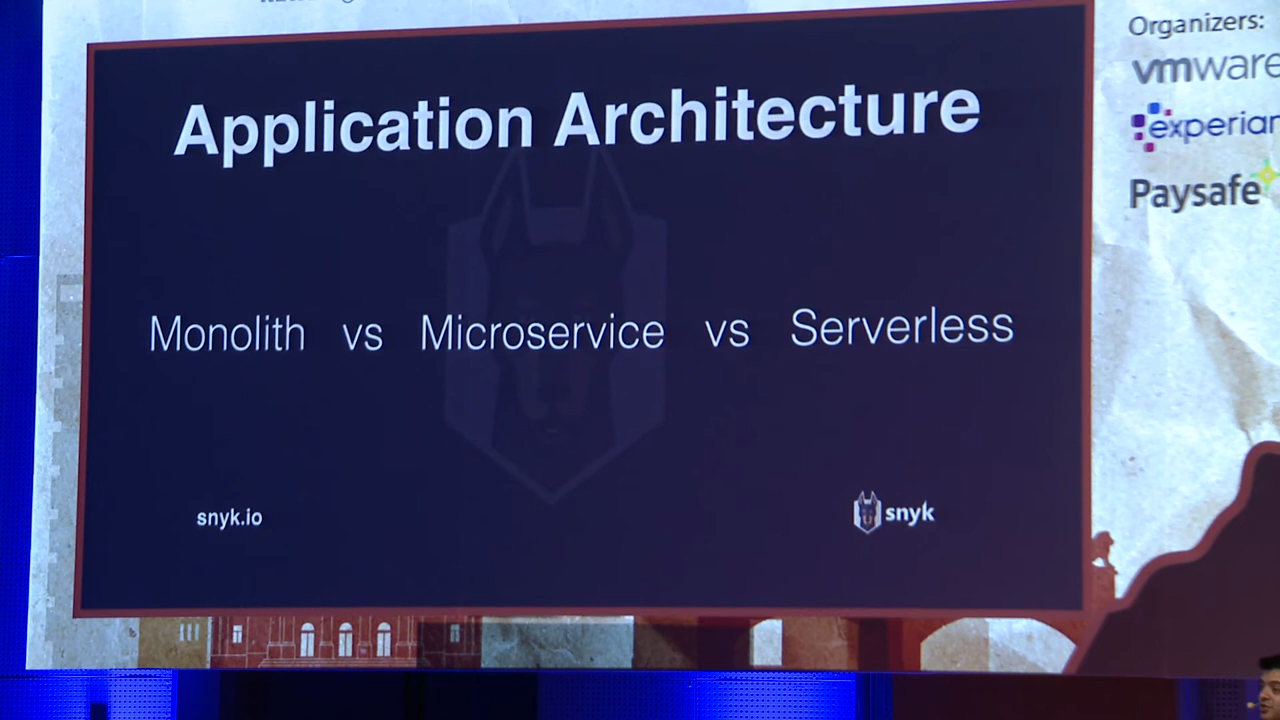 Application Architecture
Monolith vs Microservice vs Serverless
snyk.io
snyk
Organizers:
vmware
experian
Paysafe